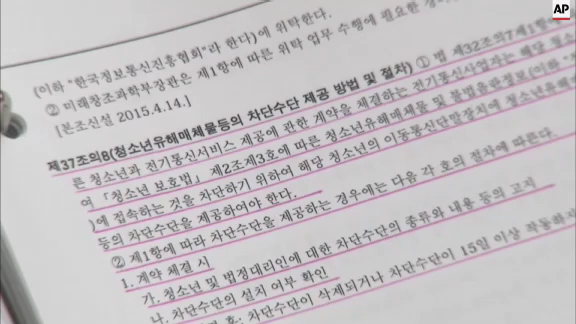 AP
(이하 "한국정보통신진흥협회"라 한다)에 위탁한다.
② 미래창조과학부장관은 제1항에 따른 위탁 업무 수행에 필요한
[본조신설 2015.4.14.]
제37조의8(청소년유해매체물등의 차단수단 제공 방법 및 절차) ① 법 제32조의7제1항에
른 청소년과 전기통신서비스 제공에 관한 계약을 체결하는 전기통신사업자는 해당 청소
여 「청소년 보호법」 제2조제3호에 따른 청소년유해매체물 및 불법음란정보(이하
)에 접속하는 것을 차단하기 위하여 해당 청소년의 이동통신단말장치에 청소년유해
등의 차단수단을 제공하여야 한다.
② 제1항에 따라 차단수단을 제공하는 경우에는 다음 각 호의 절차에 따른다.
1. 계약 체결 시
가. 청소년 및 법정대리인에 대한 차단수단의 종류와 내용 등의 고지
나. 차단수단의 설치 여부 확인
후: 차단수단이 삭제되거나 차단수단이 15일 이상 작동하지